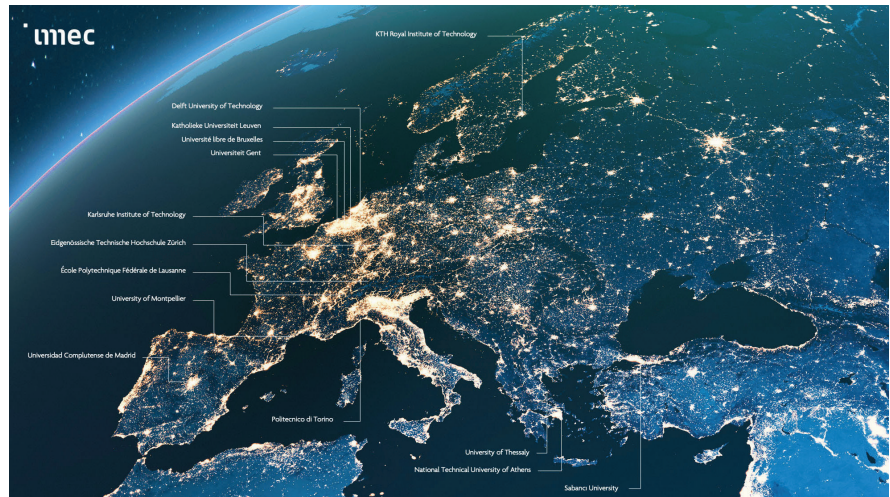 imec
KTH Royal Institute of Technology
Delft University of Technology
Katholieke Universiteit Leuven
Université libre de Bruxelles
Universiteit Gent
Karlsruhe Institute of Technology
Eidgenössische Technische Hochschule Zürich
École Polytechnique Fédérale de Lausanne
University of Montpellier
Universidad Complutense de Madrid
Politecnico di Torino
University of Thessaly
National Technical University of Athens
Sabancı University